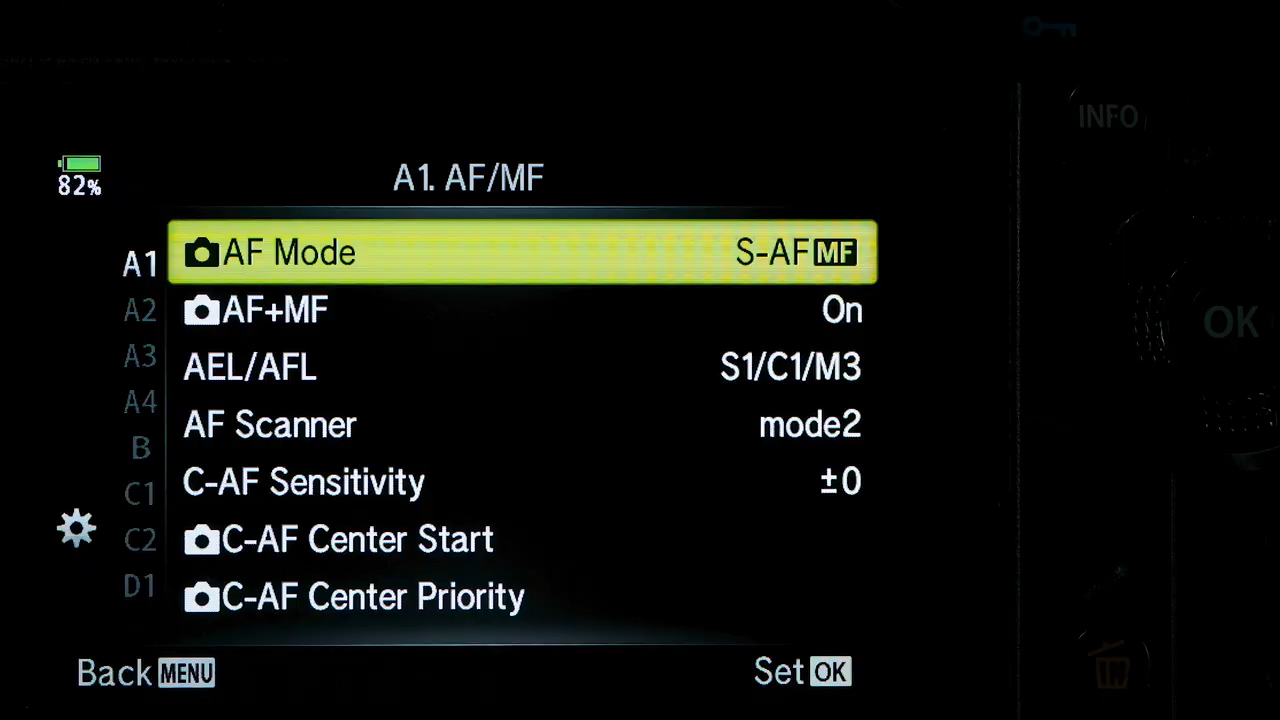 INFO
82%
A1. AF/MF
A1
AF Mode S-AF MF
A2
AF+MF On
A3
AEL/AFL S1/C1/M3
A4
AF Scanner mode2
B
C-AF Sensitivity ±0
C1
C2
C-AF Center Start
D1
C-AF Center Priority
OK
Back MENU
Set OK